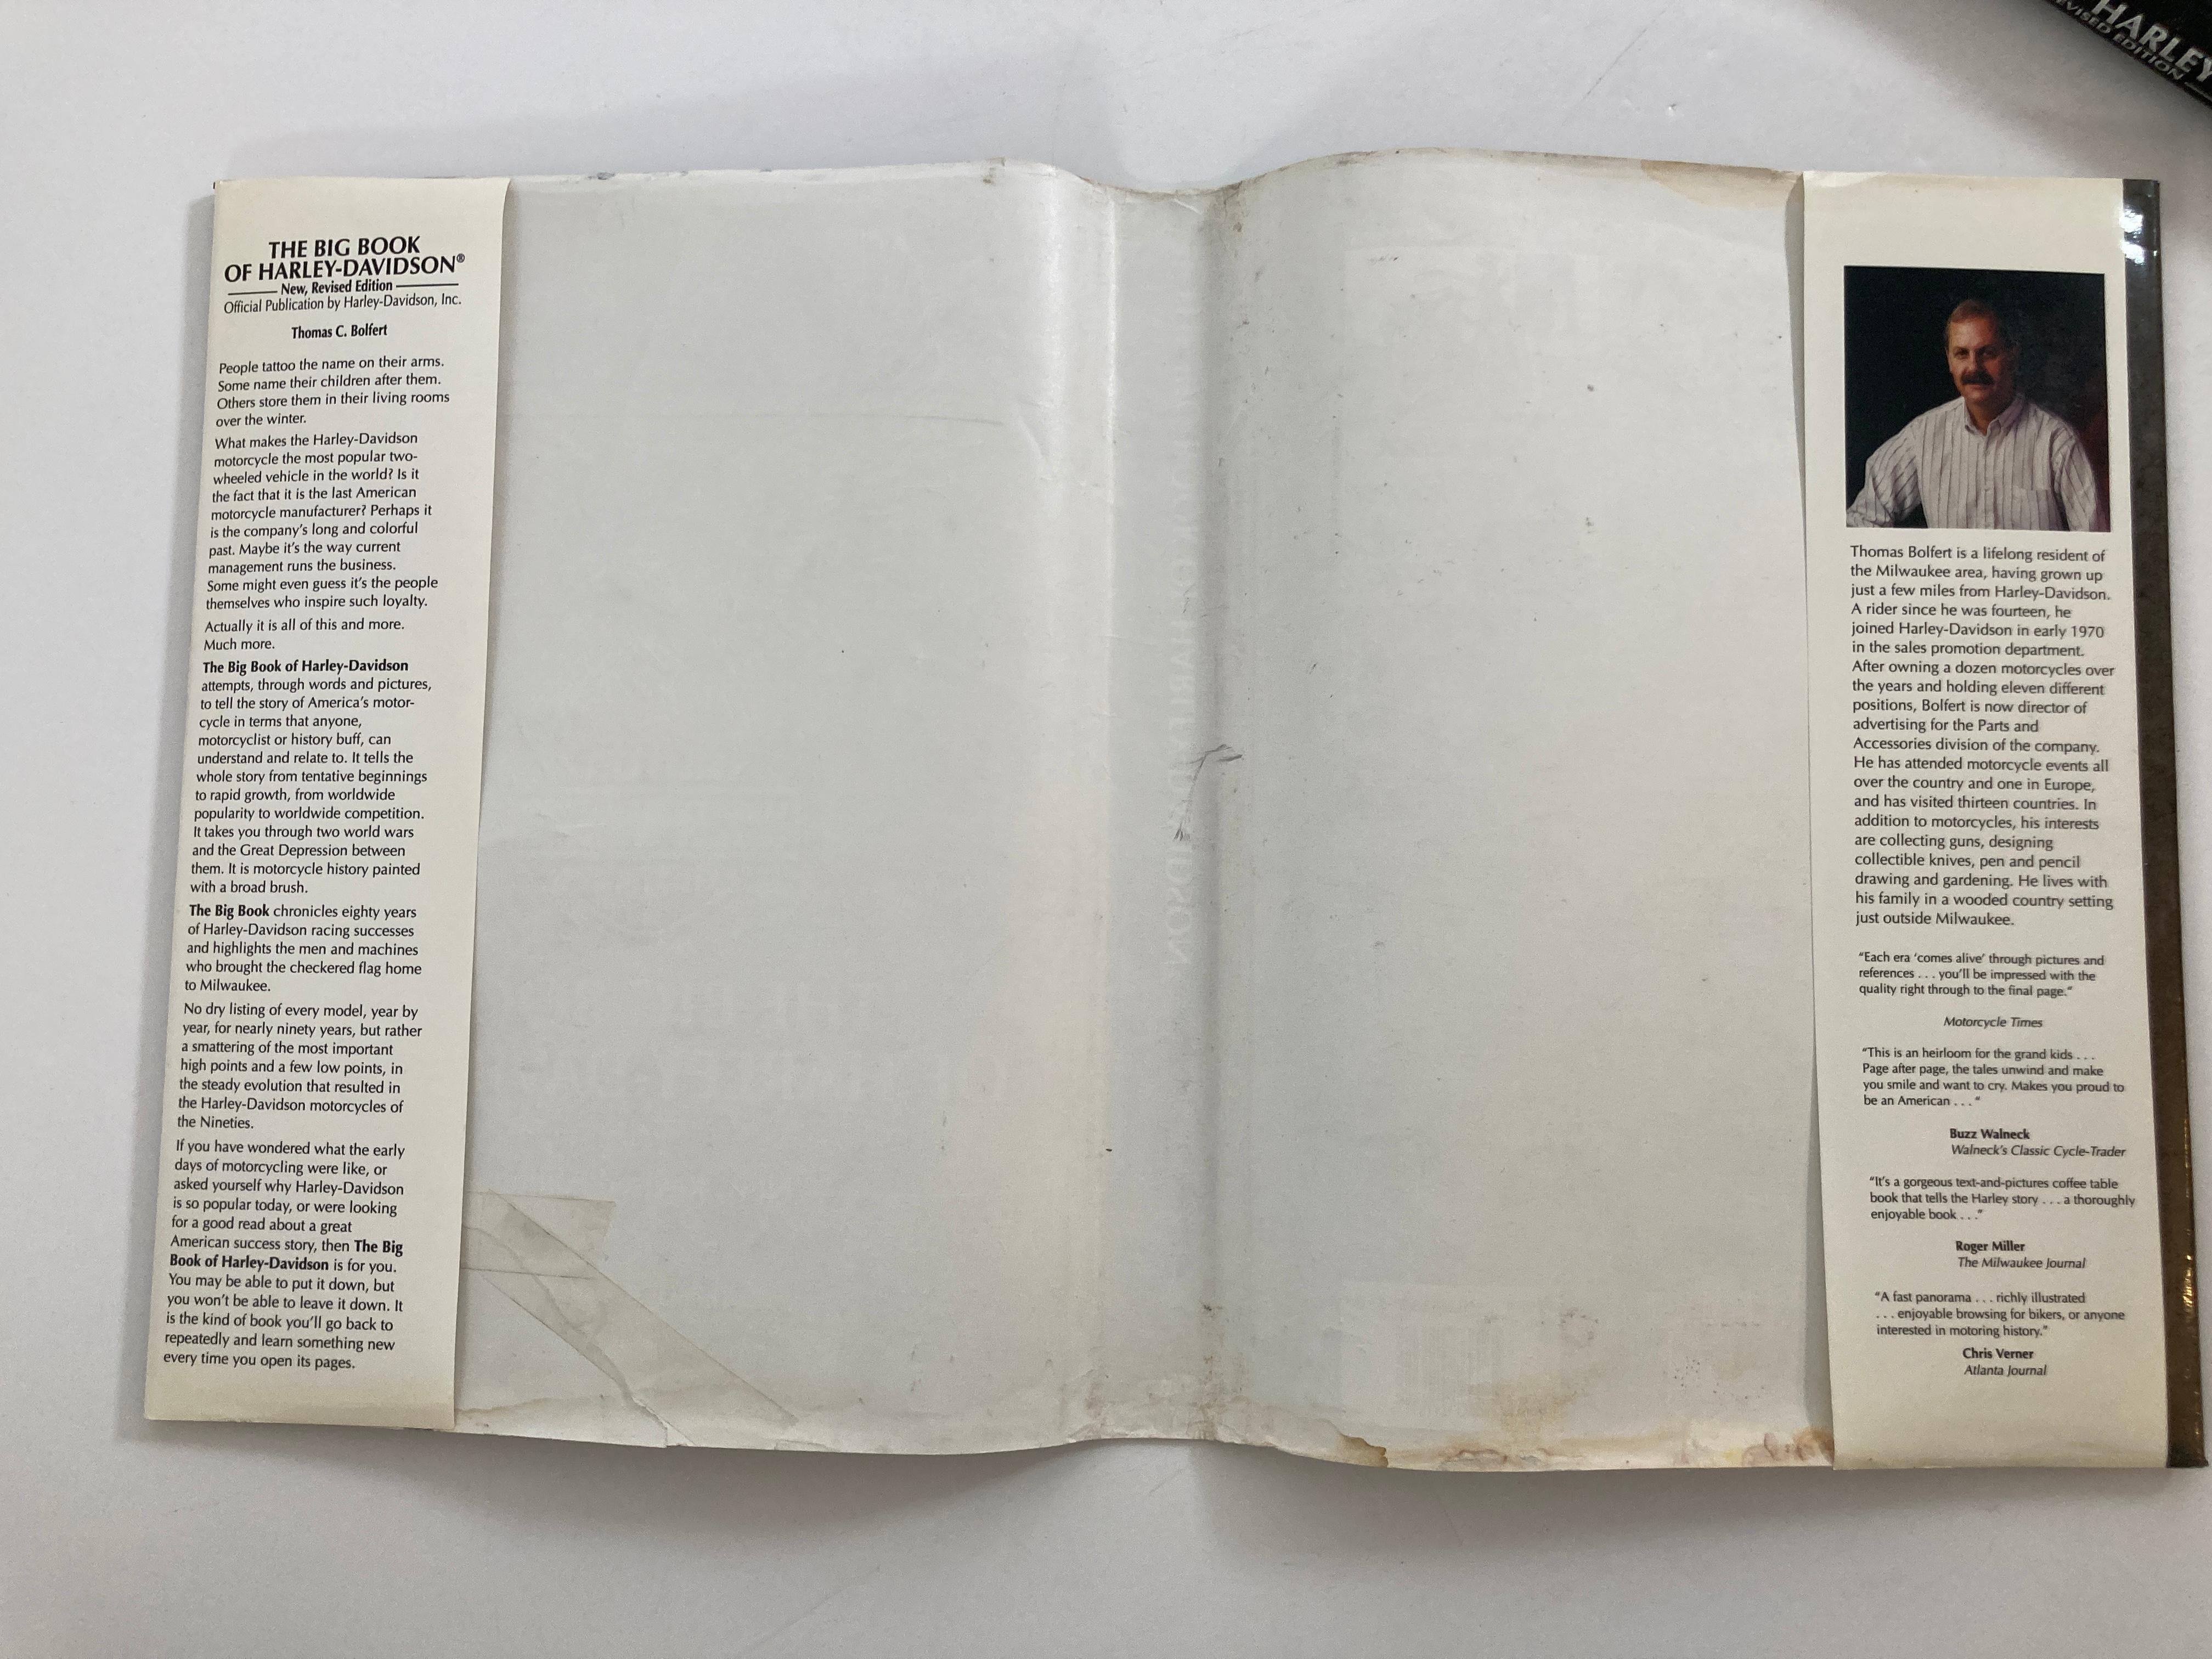 THE BIG BOOK
OF HARLEY-DAVIDSON®
New, Revised Edition
Official Publication by Harley-Davidson, Inc.
Thomas C. Bolfert
People tattoo the name on their arms.
Some name their children after them.
Others store them in their living rooms
over the winter.
What makes the Harley-Davidson
motorcycle the most popular two-
wheeled vehicle in the world? Is it
the fact that it is the last American
motorcycle manufacturer? Perhaps it
is the company's long and colorful
past. Maybe it's the way current
management runs the business.
Some might even guess it's the people
themselves who inspire such loyalty.
Actually it is all of this and more.
Much more.
The Big Book of Harley-Davidson
attempts, through words and pictures,
to tell the story of America's motor-
cycle in terms that anyone,
motorcyclist or history buff, can
understand and relate to. It tells the
whole story from tentative beginnings
to rapid growth, from worldwide
popularity to worldwide competition.
It takes you through two world wars
and the Great Depression between
them. It is motorcycle history painted
with a broad brush.
The Big Book chronicles eighty years
of Harley-Davidson racing successes
and highlights the men and machines
who brought the checkered flag home
to Milwaukee.
No dry listing of every model, year by
year, for nearly ninety years, but rather
a smattering of the most important
high points and a few low points, in
the steady evolution that resulted in
the Harley-Davidson motorcycles of
the Nineties.
If you have wondered what the early
days of motorcycling were like, or
asked yourself why Harley-Davidson
is so popular today, or were looking
for a good read about a great
American success story, then The Big
Book of Harley-Davidson is for you.
You may be able to put it down, but
you won't be able to leave it down. It
is the kind of book you'll go back to
repeatedly and learn something new
every time you open its pages.
HARLEY
REVISED EDITION
Thomas Bolfert is a lifelong resident of
the Milwaukee area, having grown up
just a few miles from Harley-Davidson.
A rider since he was fourteen, he
joined Harley-Davidson in early 1970
in the sales promotion department.
After owning a dozen motorcycles over
the years and holding eleven different
positions, Bolfert is now director of
advertising for the Parts and
Accessories division of the company.
He has attended motorcycle events all
over the country and one in Europe,
and has visited thirteen countries. In
addition to motorcycles, his interests
are collecting guns, designing
collectible knives, pen and pencil
drawing and gardening. He lives with
his family in a wooded country setting
just outside Milwaukee.
"Each era 'comes alive' through pictures and
references . . . you'll be impressed with the
quality right through to the final page."
Motorcycle Times
"This is an heirloom for the grand kids . . .
Page after page, the tales unwind and make
you smile and want to cry. Makes you proud to
be an American . . . "
Buzz Walneck
Walneck's Classic Cycle-Trader
"It's a gorgeous text-and-pictures coffee table
book that tells the Harley story . . . a thoroughly
enjoyable book . . ."
Roger Miller
The Milwaukee Journal
"A fast panorama . . . richly illustrated
. . . enjoyable browsing for bikers, or anyone
interested in motoring history."
Chris Verner
Atlanta Journal